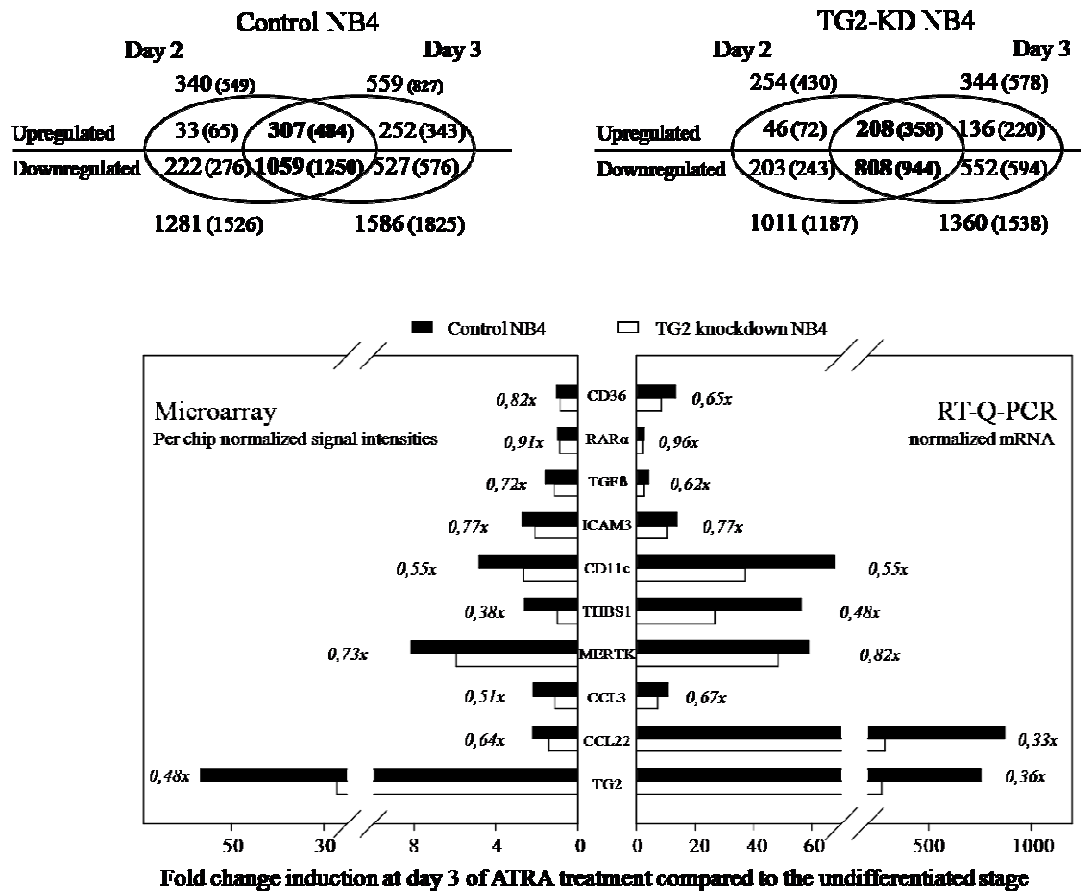 Control NB4
Day 2 Day 3
340 (549) 559 (827)
Upregulated 33 (65) 307 (484) 252 (343)
Downregulated 222 (276) 1059 (1250) 527 (576)
1281 (1526) 1586 (1825)
TG2-KD NB4
Day 2 Day 3
254 (430) 344 (578)
Upregulated 46 (72) 208 (358) 136 (220)
Downregulated 203 (243) 808 (944) 552 (594)
1011 (1187) 1360 (1538)
Control NB4 TG2 knockdown NB4
Microarray
Per chip normalized signal intensities
RT-Q-PCR
normalized mRNA
0,82x CD36 0,65x
0,91x RARα 0,96x
0,72x TGFß 0,62x
0,77x ICAM3 0,77x
0,55x CD11c 0,55x
0,38x THBS1 0,48x
0,73x MERTK 0,82x
0,51x CCL3 0,67x
0,64x CCL22 0,33x
0,48x TG2 0,36x
50 30 8 4 0 0 20 40 60 500 1000
Fold change induction at day 3 of ATRA treatment compared to the undifferentiated stage